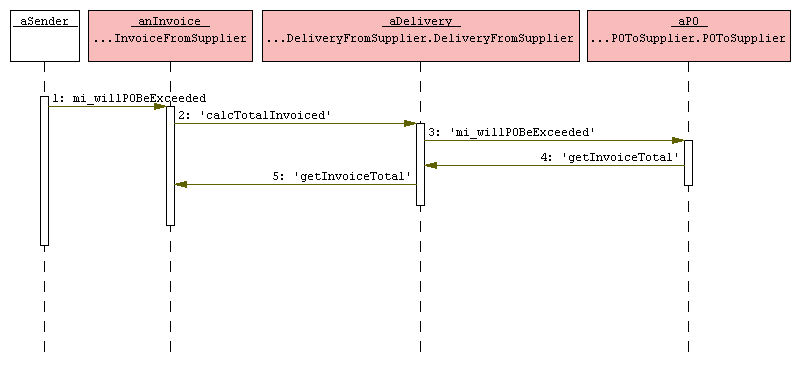 aSender
anInvoice
...InvoiceFromSupplier
aDelivery
...DeliveryFromSupplier.DeliveryFromSupplier
aPO
...POToSupplier.POToSupplier
1: mi_willPOBeExceeded
2: 'calcTotalInvoiced'
3: 'mi_willPOBeExceeded'
4: 'getInvoiceTotal'
5: 'getInvoiceTotal'